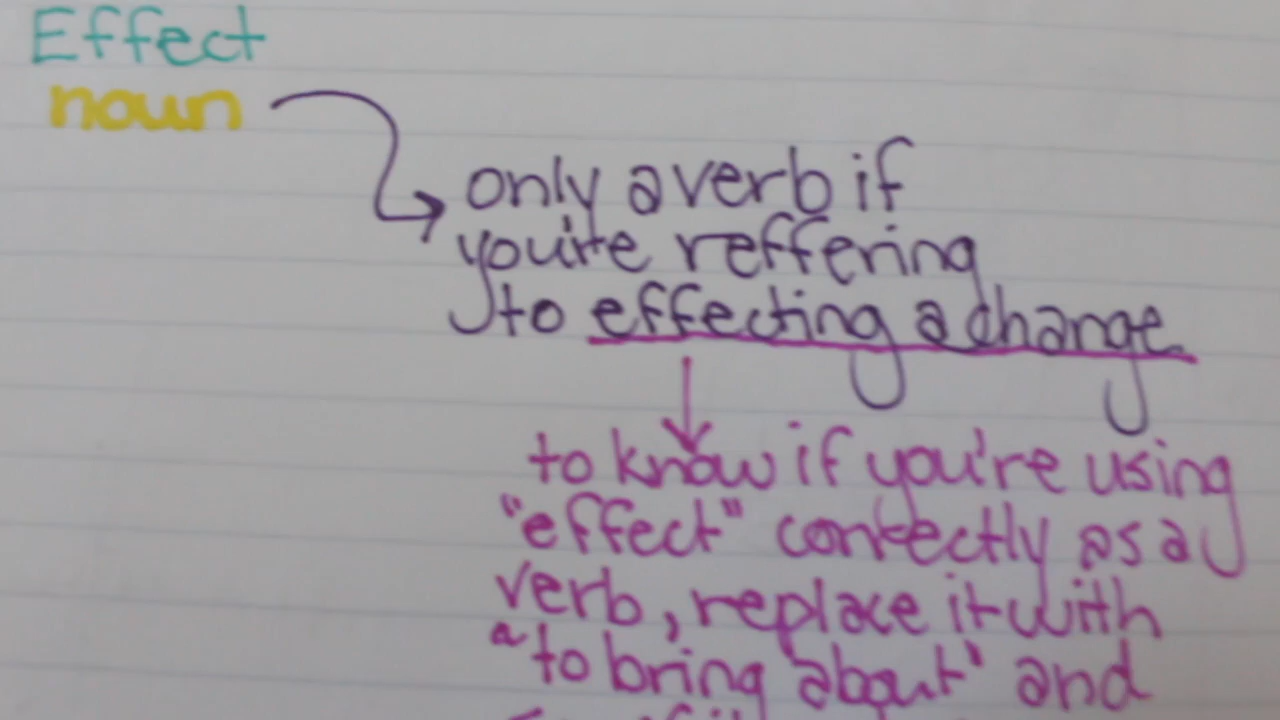 Effect
noun
only a verb if
you're reffering
to effecting a change
to know if you're using
"effect" correctly as a
verb, replace it with
"to bring about" and